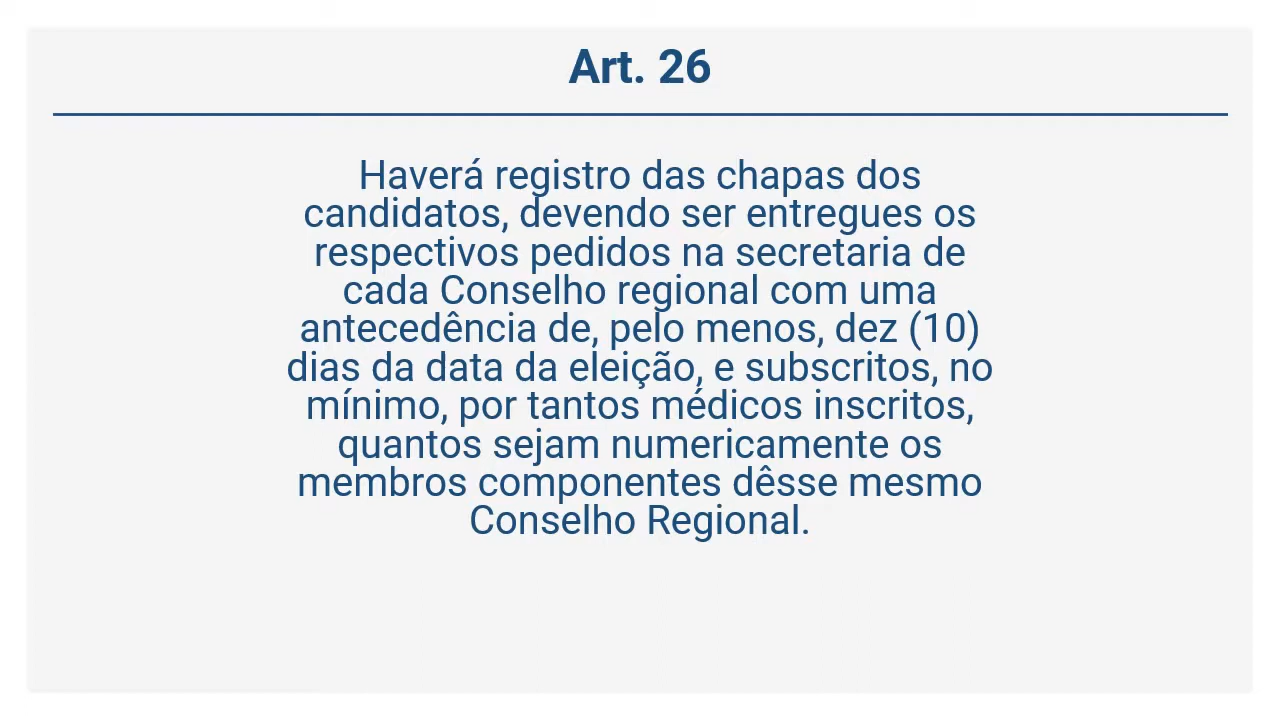 Art. 26
Haverá registro das chapas dos
candidatos, devendo ser entregues os
respectivos pedidos na secretaria de
cada Conselho regional com uma
antecedência de, pelo menos, dez (10)
dias da data da eleição, e subscritos, no
mínimo, por tantos médicos inscritos,
quantos sejam numericamente os
membros componentes dêsse mesmo
Conselho Regional.